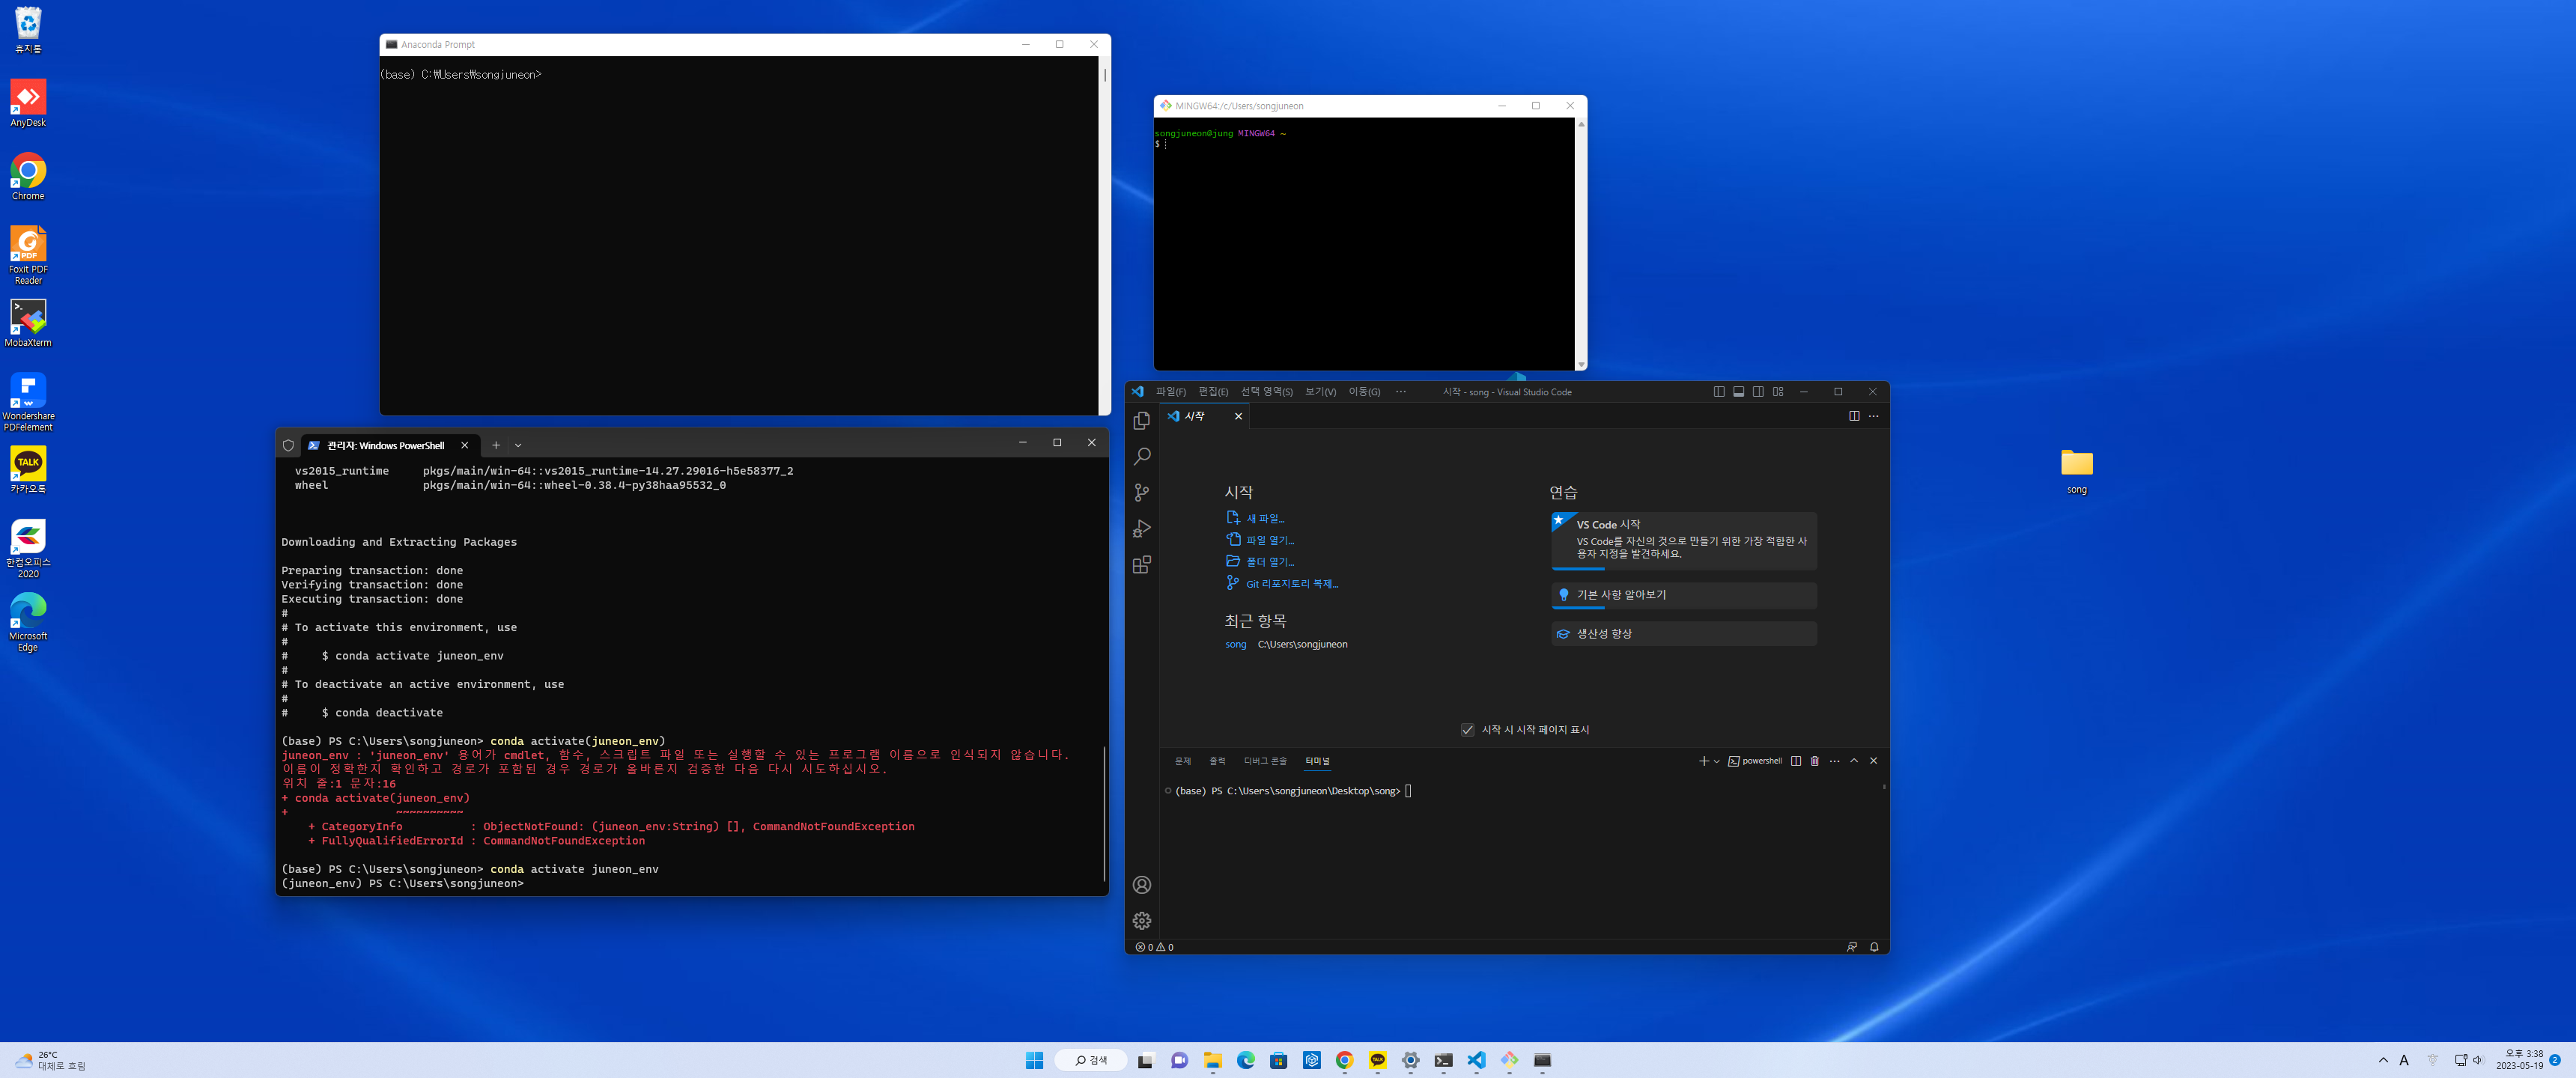 휴지통
AnyDesk
Chrome
Foxit PDF
Reader
MobaXterm
Wondershare
PDFelement
카카오톡
한컴오피스
2020
Microsoft
Edge
Anaconda Prompt
(base) C:\Users\songjuneon>
MINGW64:/c/Users/songjuneon
songjuneon@jung MINGW64 ~
$
관리자: Windows PowerShell
vs2015_runtime pkgs/main/win-64::vs2015_runtime-14.27.29016-h5e58377_2
wheel pkgs/main/win-64::wheel-0.38.4-py38haa95532_0
Downloading and Extracting Packages
Preparing transaction: done
Verifying transaction: done
Executing transaction: done
#
# To activate this environment, use
#
# $ conda activate juneon_env
#
# To deactivate an active environment, use
#
# $ conda deactivate
(base) PS C:\Users\songjuneon> conda activate(juneon_env)
juneon_env : 'juneon_env' 용어가 cmdlet, 함수, 스크립트 파일 또는 실행할 수 있는 프로그램 이름으로 인식되지 않습니다.
이름이 정확한지 확인하고 경로가 포함된 경우 경로가 올바른지 검증한 다음 다시 시도하십시오.
위치 줄:1 문자:16
+ conda activate(juneon_env)
+ ~~~~~~~~~~
+ CategoryInfo : ObjectNotFound: (juneon_env:String) [], CommandNotFoundException
+ FullyQualifiedErrorId : CommandNotFoundException
(base) PS C:\Users\songjuneon> conda activate juneon_env
(juneon_env) PS C:\Users\songjuneon>
파일(F) 편집(E) 선택 영역(S) 보기(V) 이동(G) ··· 시작 - song - Visual Studio Code
시작
시작
새 파일...
파일 열기...
폴더 열기...
Git 리포지토리 복제...
최근 항목
song C:\Users\songjuneon
연습
VS Code 시작
VS Code를 자신의 것으로 만들기 위한 가장 적합한 사
용자 지정을 발견하세요.
기본 사항 알아보기
생산성 향상
시작 시 시작 페이지 표시
문제 출력 디버그 콘솔 터미널
powershell
(base) PS C:\Users\songjuneon\Desktop\song>
0 0
song
26°C
대체로 흐림
검색
A
오후 3:38
2023-05-19
2